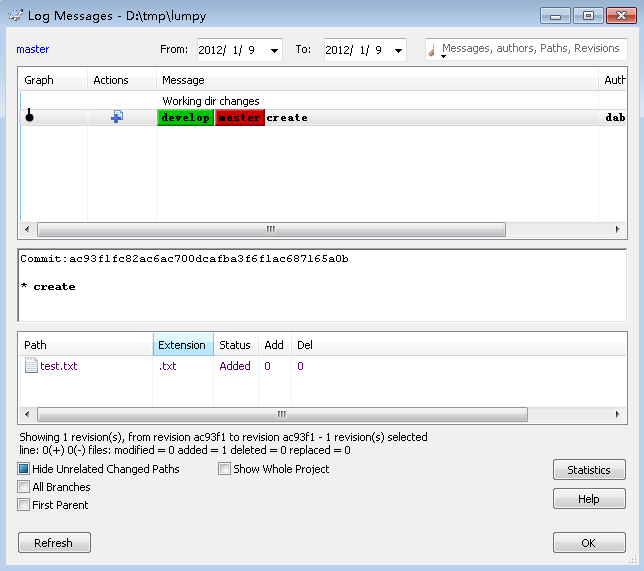 Log Messages - D:\tmp\lumpy
master From: 2012/ 1/ 9 To: 2012/ 1/ 9 Messages, authors, Paths, Revisions
Graph Actions Message Auth
Working dir changes
develop master create dab
Commit:ac93f1fc82ac6ac700dcafba3f6f1ac687165a0b
* create
Path Extension Status Add Del
test.txt .txt Added 0 0
Showing 1 revision(s), from revision ac93f1 to revision ac93f1 - 1 revision(s) selected
line: 0(+) 0(-) files: modified = 0 added = 1 deleted = 0 replaced = 0
Hide Unrelated Changed Paths Show Whole Project Statistics
All Branches
Help
First Parent
Refresh OK